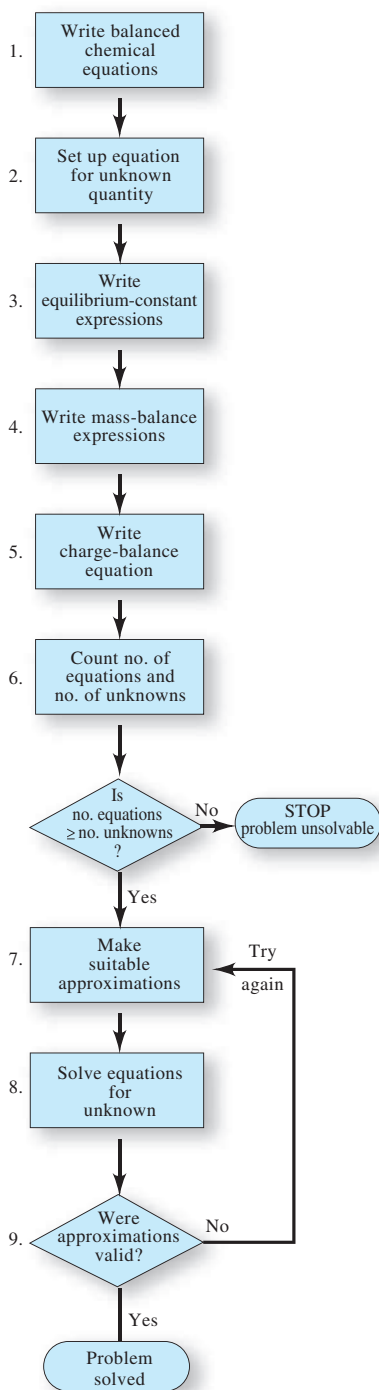 1.
Write balanced
chemical
equations
2.
Set up equation
for unknown
quantity
3.
Write
equilibrium-constant
expressions
4.
Write mass-balance
expressions
5.
Write
charge-balance
equation
6.
Count no. of
equations and
no. of unknowns
Is
no. equations
≥ no. unknowns
?
No
STOP
problem unsolvable
Yes
7.
Make
suitable
approximations
Try
again
8.
Solve equations
for
unknown
9.
Were
approximations
valid?
No
Yes
Problem
solved